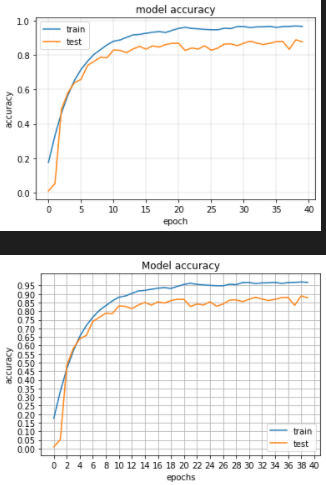 model accuracy
1.0
0.8
0.6
0.4
0.2
0.0
accuracy
train
test
0 5 10 15 20 25 30 35 40
epoch
Model accuracy
0.95
0.90
0.85
0.80
0.75
0.70
0.65
0.60
0.55
0.50
0.45
0.40
0.35
0.30
0.25
0.20
0.15
0.10
0.05
0.00
accuracy
train
test
0 2 4 6 8 10 12 14 16 18 20 22 24 26 28 30 32 34 36 38 40
epochs